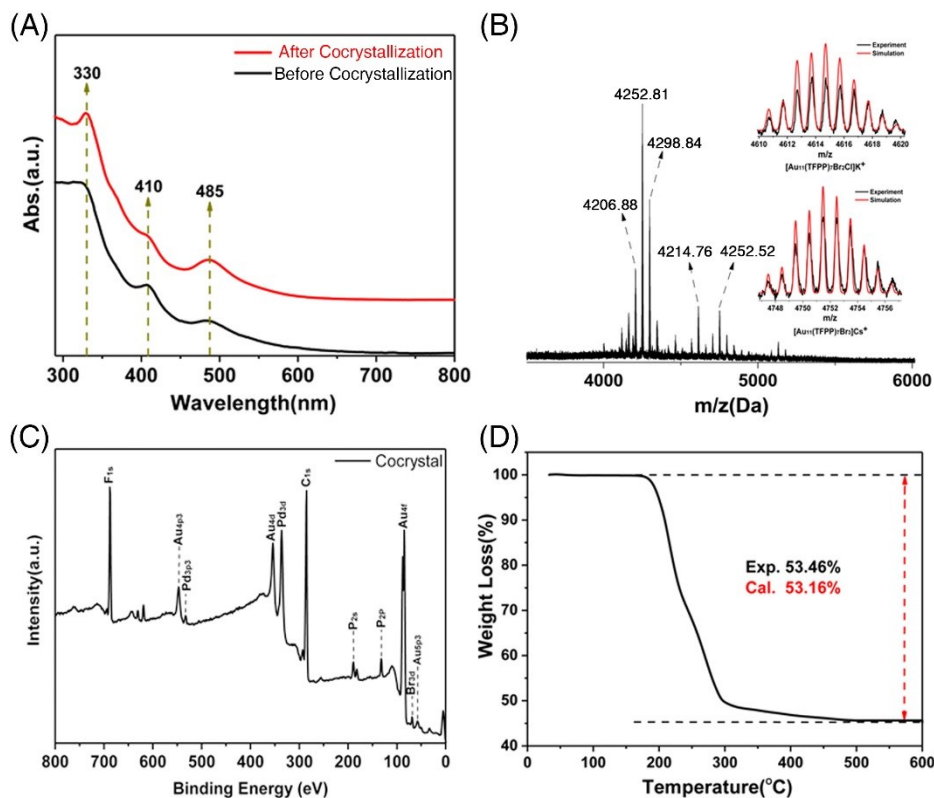 (A)
After Cocrystallization
Before Cocrystallization
330
410
485
Abs.(a.u.)
300 400 500 600 700 800
Wavelength(nm)
(B)
4252.81
4298.84
4206.88
4214.76
4252.52
Experiment
Simulation
4610 4612 4614 4616 4618 4620
m/z
[Au₁₁(TFPP)₇Br₂Cl]K⁺
Experiment
Simulation
4748 4750 4752 4754 4756
m/z
[Au₁₁(TFPP)₇Br₃]Cs⁺
4000 5000 6000
m/z(Da)
(C)
Cocrystal
F1s
Au4p3
Pd3p3
Au4d
Pd3d
C1s
P2s
P2P
Au4f
Br3d
Au5p3
Intensity(a.u.)
800 700 600 500 400 300 200 100 0
Binding Energy (eV)
(D)
100
90
80
70
60
50
40
Exp. 53.46%
Cal. 53.16%
Weight Loss(%)
0 100 200 300 400 500 600
Temperature(°C)